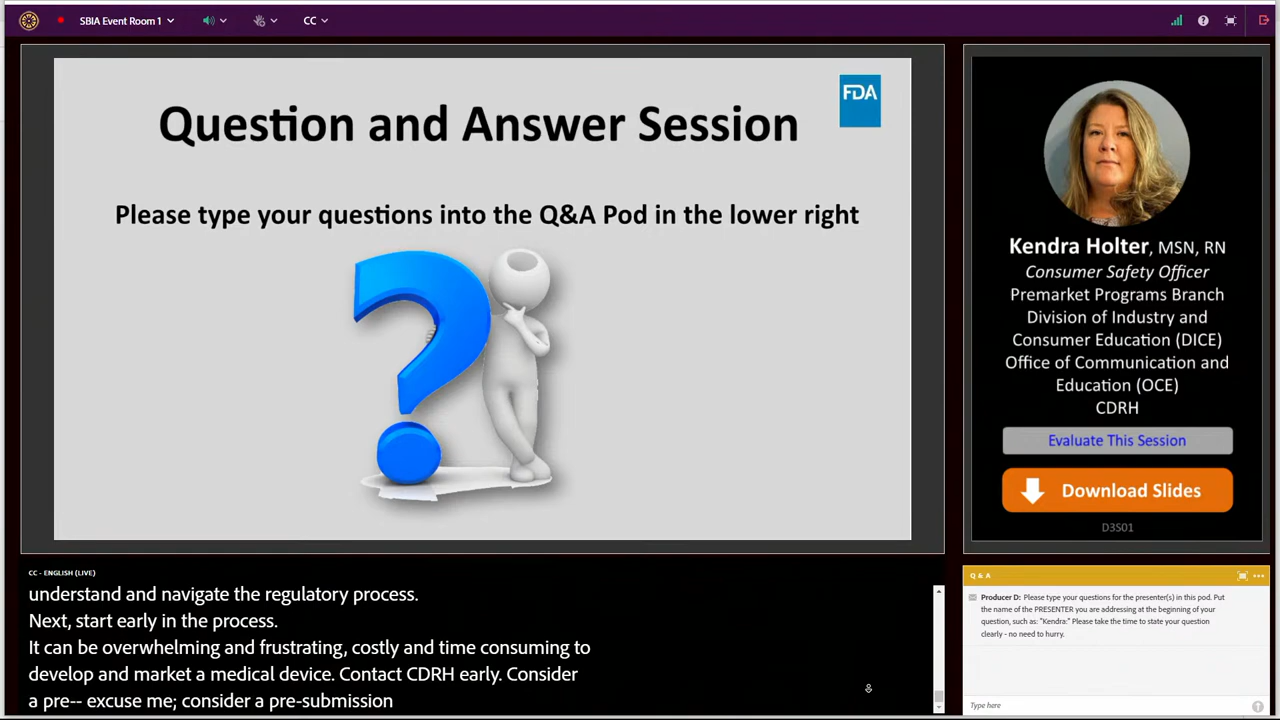 SBIA Event Room 1
CC
FDA
Question and Answer Session
Please type your questions into the Q&A Pod in the lower right
Kendra Holter, MSN, RN
Consumer Safety Officer
Premarket Programs Branch
Division of Industry and
Consumer Education (DICE)
Office of Communication and
Education (OCE)
CDRH
Evaluate This Session
Download Slides
D3S01
CC - ENGLISH (LIVE)
understand and navigate the regulatory process.
Next, start early in the process.
It can be overwhelming and frustrating, costly and time consuming to
develop and market a medical device. Contact CDRH early. Consider
a pre-- excuse me; consider a pre-submission
Q & A
Producer D: Please type your questions for the presenter(s) in this pod. Put
the name of the PRESENTER you are addressing at the beginning of your
question, such as: "Kendra:" Please take the time to state your question
clearly - no need to hurry.
Type here